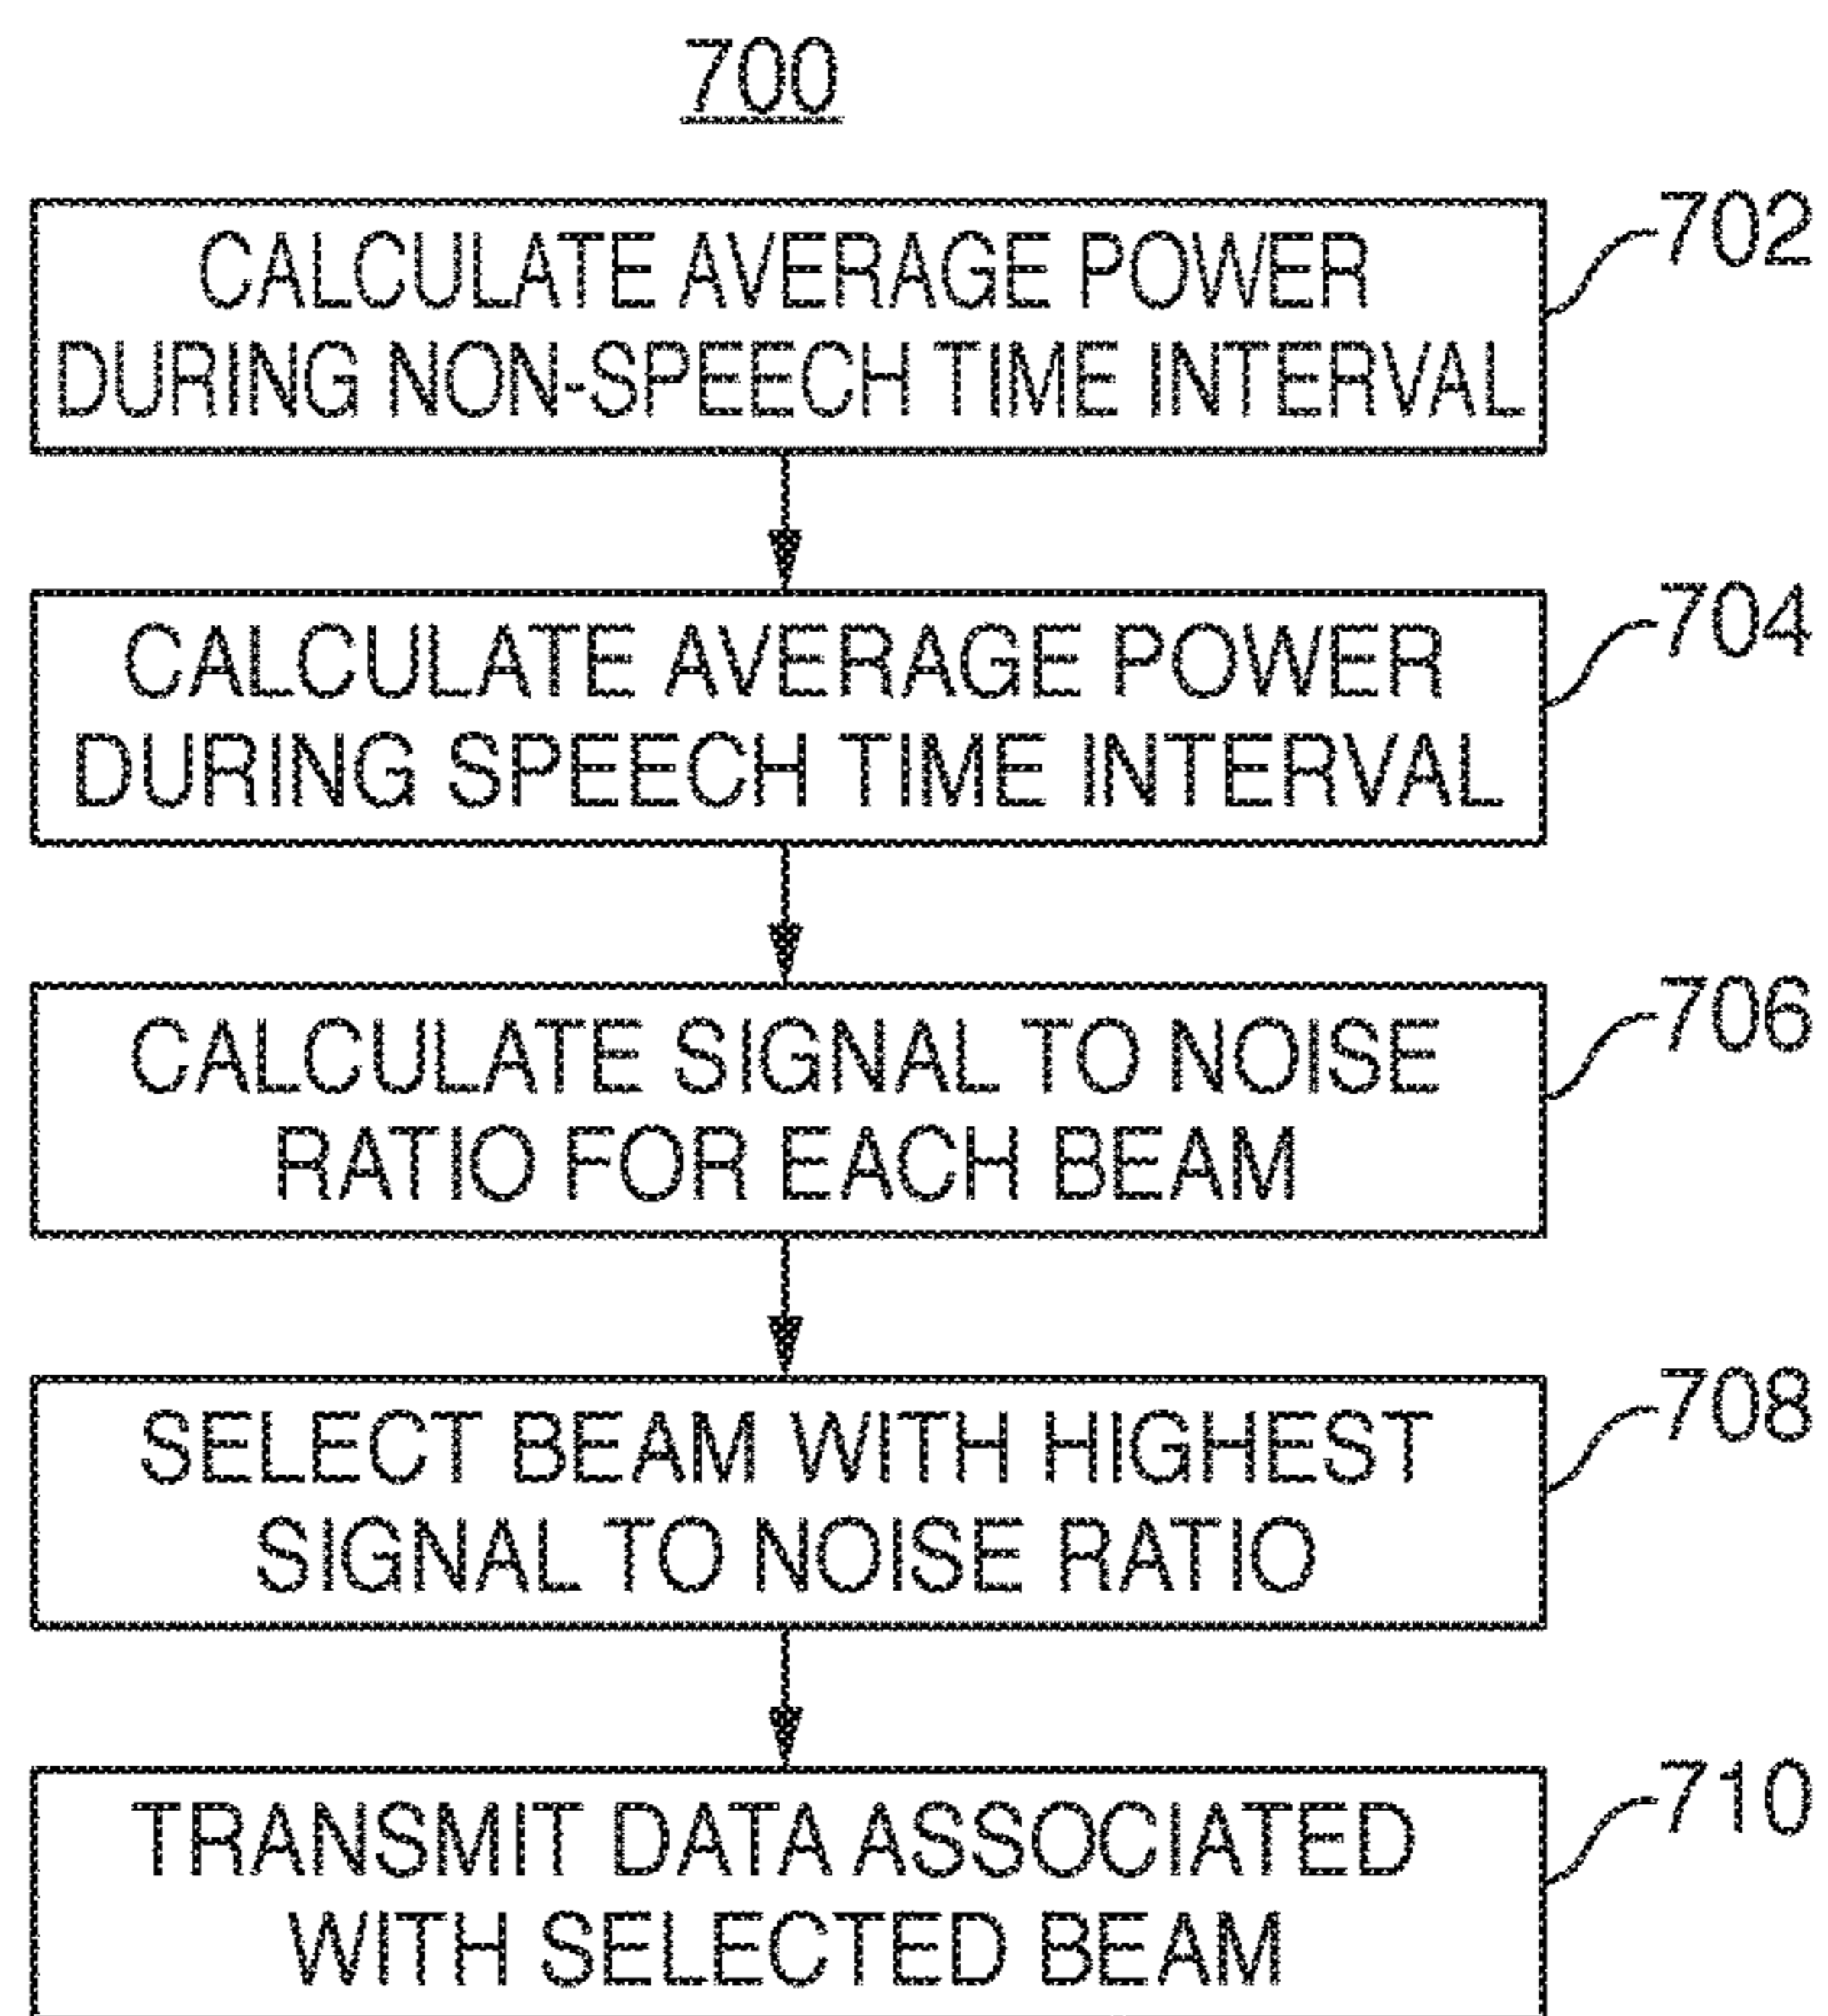 700
CALCULATE AVERAGE POWER
DURING NON-SPEECH TIME INTERVAL
702
CALCULATE AVERAGE POWER
DURING SPEECH TIME INTERVAL
704
CALCULATE SIGNAL TO NOISE
RATIO FOR EACH BEAM
706
SELECT BEAM WITH HIGHEST
SIGNAL TO NOISE RATIO
708
TRANSMIT DATA ASSOCIATED
WITH SELECTED BEAM
710